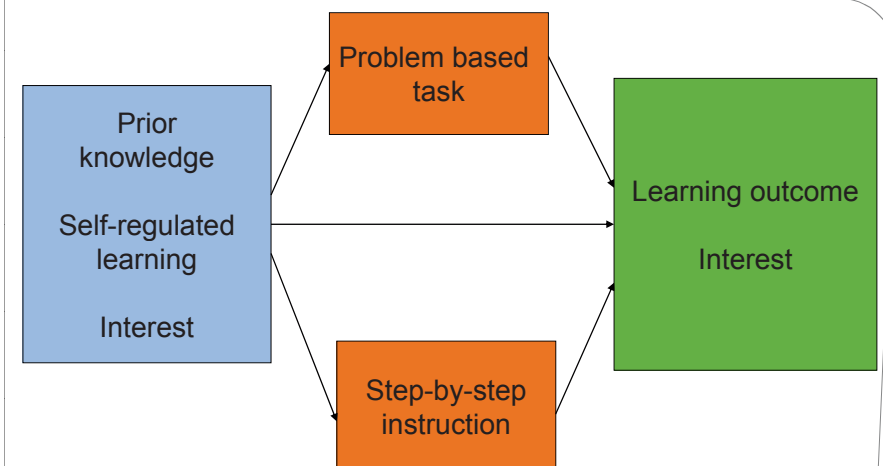 Problem based
task
Prior
knowledge
Self-regulated
learning
Interest
Learning outcome
Interest
Step-by-step
instruction